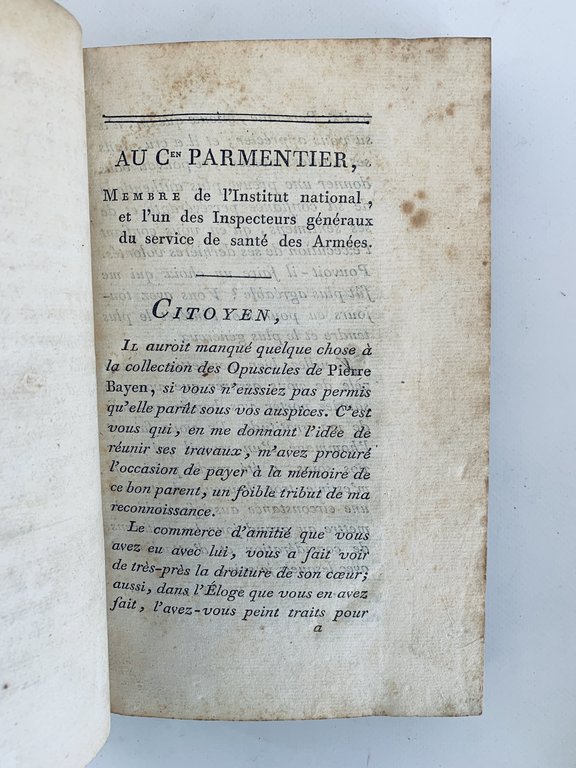 AU Cen PARMENTIER,
MEMBRE de l'Institut national,
et l'un des Inspecteurs généraux
du service de santé des Armées.
CITOYEN,
IL auroit manqué quelque chose à
la collection des Opuscules de Pierre
Bayen, si vous n'eussiez pas permis
qu'elle parût sous vos auspices. C'est
vous qui, en me donnant l'idée de
réunir ses travaux, m'avez procuré
l'occasion de payer à la mémoire de
ce bon parent, un foible tribut de ma
reconnoissance.
Le commerce d'amitié que vous
avez eu avec lui, vous a fait voir
de très-près la droiture de son cœur;
aussi, dans l'Éloge que vous en avez
fait, l'avez-vous peint traits pour
a